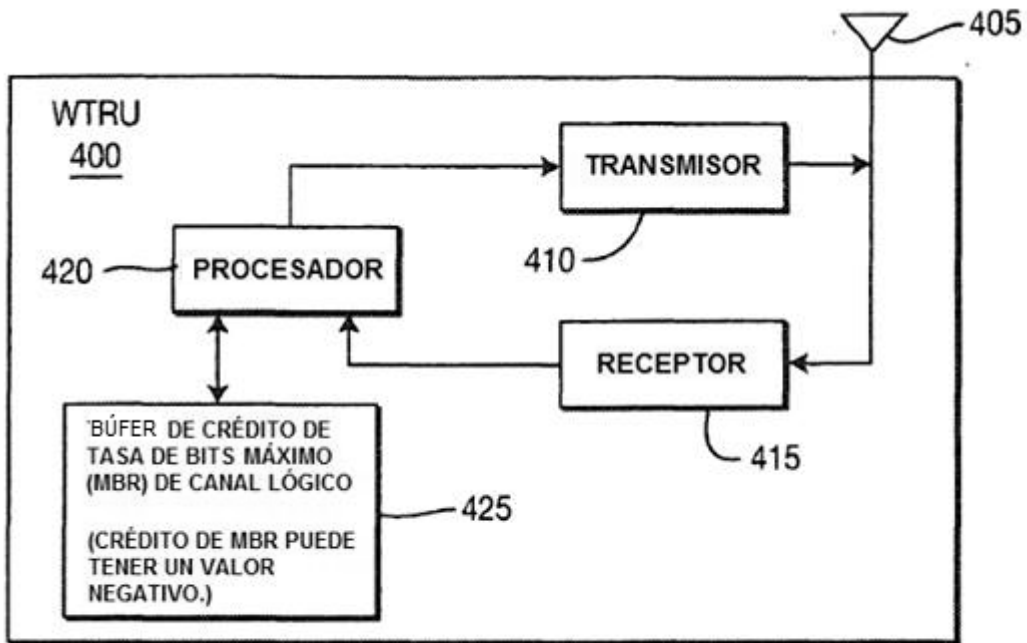 405
WTRU
400
TRANSMISOR
410
420
PROCESADOR
RECEPTOR
415
BÚFER DE CRÉDITO DE
TASA DE BITS MÁXIMO
(MBR) DE CANAL LÓGICO
(CRÉDITO DE MBR PUEDE
TENER UN VALOR
NEGATIVO.)
425